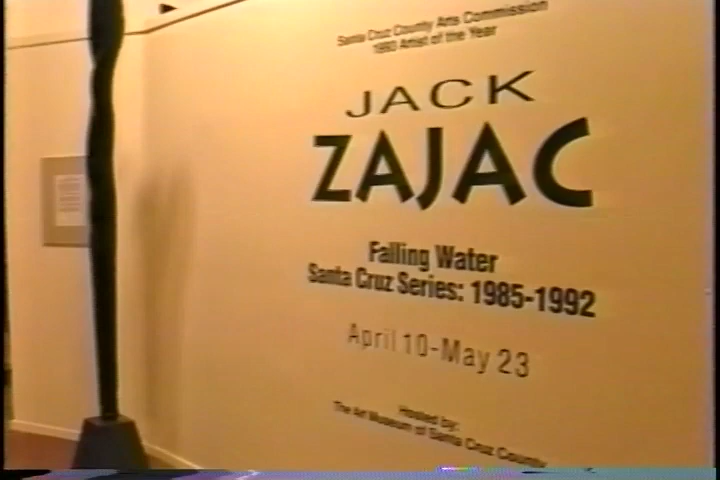 Santa Cruz County Arts Commission
Artist of the Year
JACK
ZAJAC
Falling Water
Santa Cruz Series: 1985-1992
April 10-May 23
Hosted by:
The Art Museum of Santa Cruz County